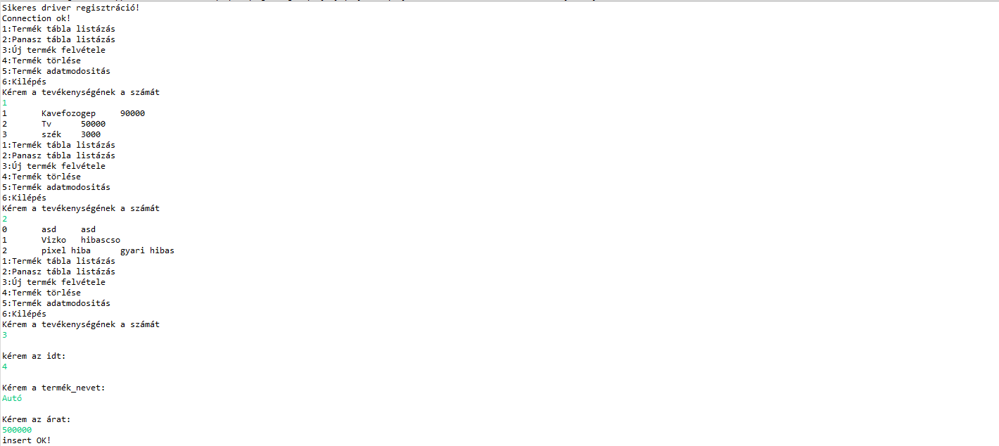 Sikeres driver regisztráció!
Connection ok!
1:Termék tábla listázás
2:Panasz tábla listázás
3:Új termék felvétele
4:Termék törlése
5:Termék adatmodositás
6:Kilépés
Kérem a tevékenységének a számát
1
1 Kavefozogep 90000
2 Tv 50000
3 szék 3000
1:Termék tábla listázás
2:Panasz tábla listázás
3:Új termék felvétele
4:Termék törlése
5:Termék adatmodositás
6:Kilépés
Kérem a tevékenységének a számát
2
0 asd asd
1 Vizko hibascso
2 pixel hiba gyari hibas
1:Termék tábla listázás
2:Panasz tábla listázás
3:Új termék felvétele
4:Termék törlése
5:Termék adatmodositás
6:Kilépés
Kérem a tevékenységének a számát
3
kérem az idt:
4
Kérem a termék_nevet:
Autó
Kérem az árat:
500000
insert OK!